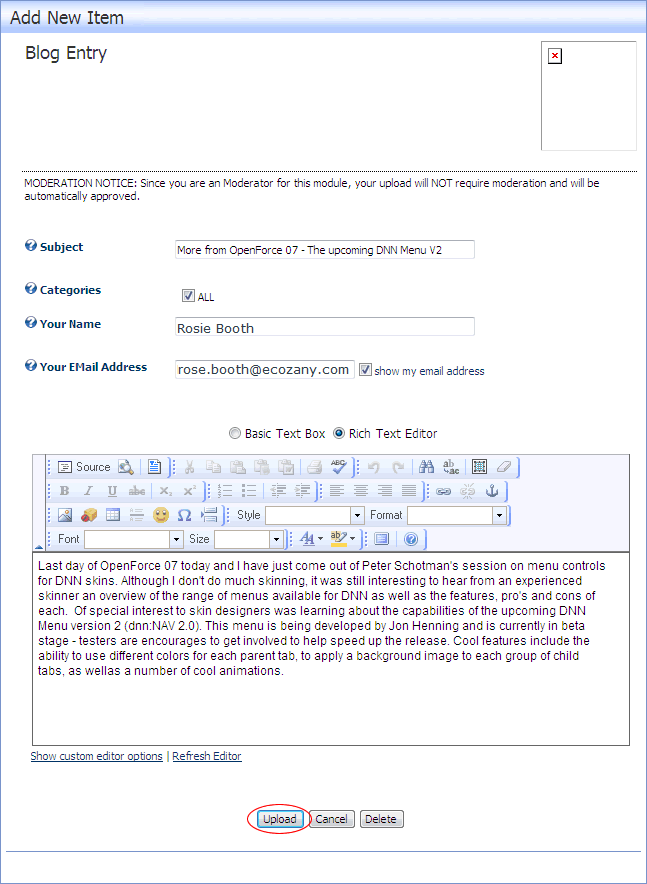 Add New Item
Blog Entry
MODERATION NOTICE: Since you are an Moderator for this module, your upload will NOT require moderation and will be
automatically approved.
Subject
More from OpenForce 07 - The upcoming DNN Menu V2
Categories
ALL
Your Name
Rosie Booth
Your EMail Address
rose.booth@ecozany.com
show my email address
Basic Text Box
Rich Text Editor
Source
ABC
ab
ac
B I U abc X₂ X²
Style
Format
Font
Size
A
ab
Last day of OpenForce 07 today and I have just come out of Peter Schotman's session on menu controls
for DNN skins. Although I don't do much skinning, it was still interesting to hear from an experienced
skinner an overview of the range of menus available for DNN as well as the features, pro's and cons of
each.  Of special interest to skin designers was learning about the capabilities of the upcoming DNN
Menu version 2 (dnn:NAV 2.0). This menu is being developed by Jon Henning and is currently in beta
stage - testers are encourages to get involved to help speed up the release. Cool features include the
ability to use different colors for each parent tab, to apply a background image to each group of child
tabs, as wellas a number of cool animations.
Show custom editor options | Refresh Editor
Upload
Cancel
Delete